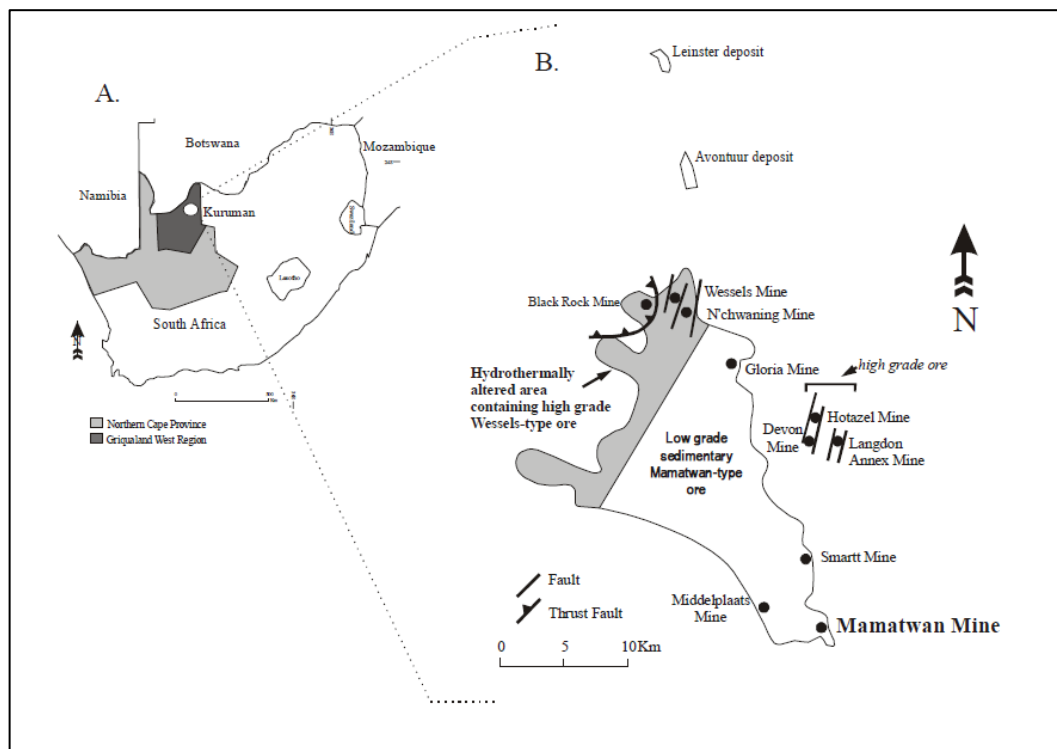 A.
Botswana
Mozambique
Namibia
Kuruman
Swaziland
Lesotho
South Africa
N
0
Northern Cape Province
Griqualand West Region
B.
Leinster deposit
Avontuur deposit
N
Black Rock Mine
Wessels Mine
N'chwaning Mine
Gloria Mine
high grade ore
Hydrothermally
altered area
containing high grade
Wessels-type ore
Devon
Mine
Hotazel Mine
Langdon
Annex Mine
Low grade
sedimentary
Mamatwan-type
ore
Smartt Mine
Fault
Thrust Fault
Middelplaats
Mine
Mamatwan Mine
0 5 10Km